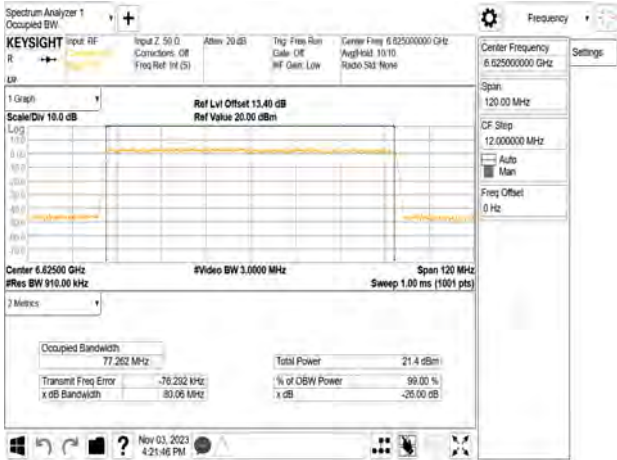 Spectrum Analyzer 1
Occupied BW
+
Frequency
KEYSIGHT
R
Input: RF
Input Z: 50 Ω
Corrections: Off
Freq Ref: Int (S)
Atten: 20 dB
Trig: Free Run
Gate: Off
#IF Gain: Low
Center Freq: 6.625000000 GHz
Avg|Hold: 10/10
Radio Std: None
Center Frequency
6.625000000 GHz
Settings
Span
120.00 MHz
CF Step
12.000000 MHz
Auto
Man
Freq Offset
0 Hz
1 Graph
Scale/Div 10.0 dB
Ref Lvl Offset 13.40 dB
Ref Value 20.00 dBm
Log
Center 6.62500 GHz
#Video BW 3.0000 MHz
Span 120 MHz
#Res BW 910.00 kHz
Sweep 1.00 ms (1001 pts)
2 Metrics
Occupied Bandwidth
77.262 MHz
Total Power
21.4 dBm
Transmit Freq Error
-76.292 kHz
% of OBW Power
99.00 %
x dB Bandwidth
80.06 MHz
x dB
-26.00 dB
?
Nov 03, 2023
4:21:46 PM